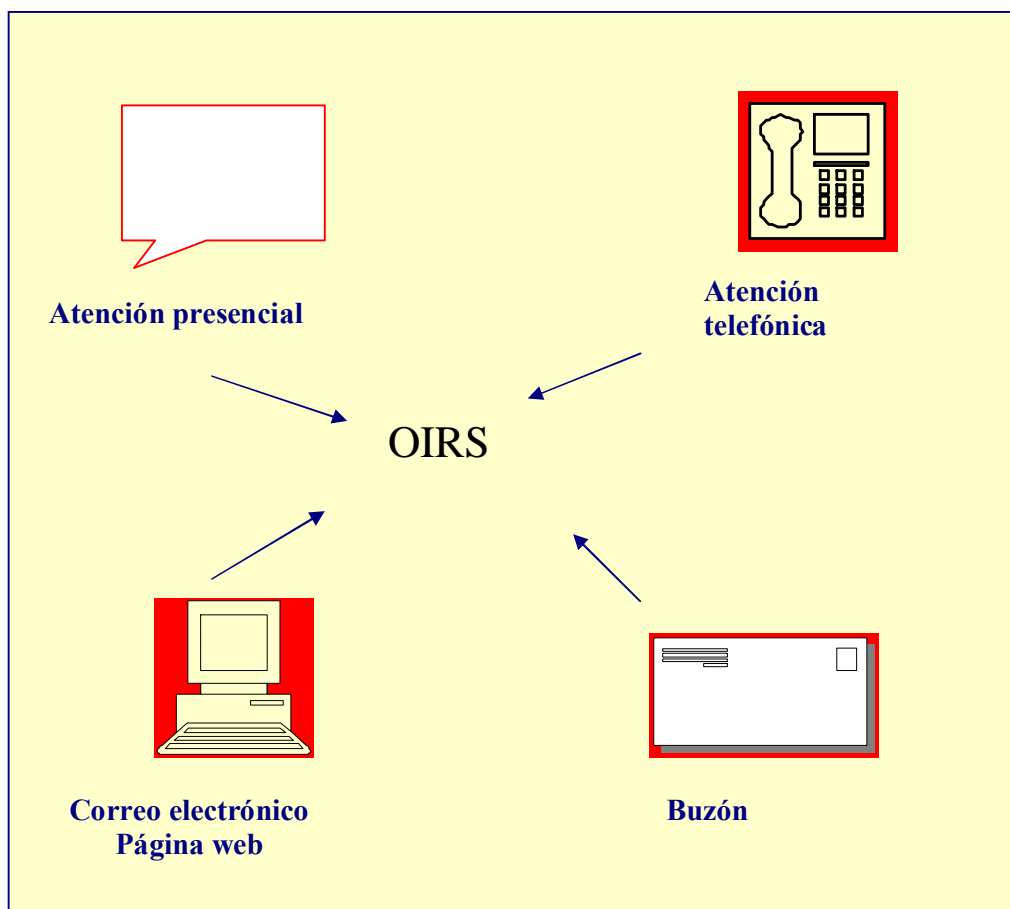 Atención presencial
Atención
telefónica
OIRS
Correo electrónico
Página web
Buzón